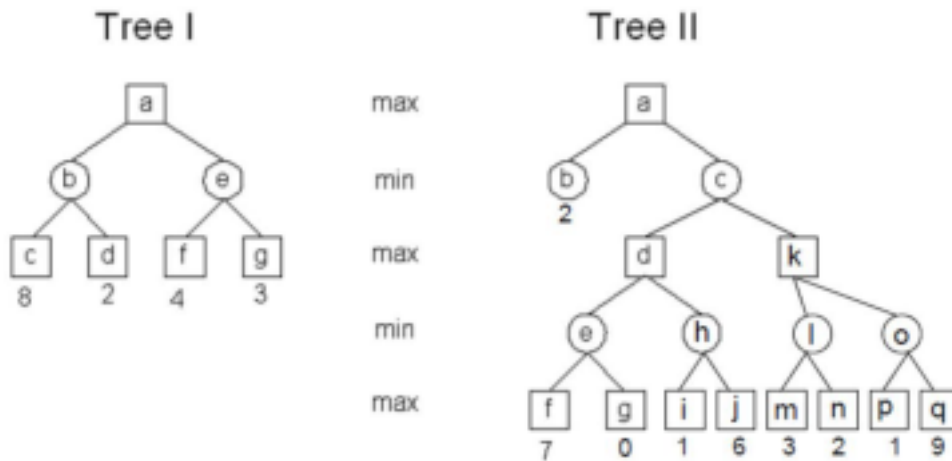 Tree I Tree II
a max a
b e min b c
2
c d f g max d k
8 2 4 3
min e h l o
max f g i j m n p q
7 0 1 6 3 2 1 9